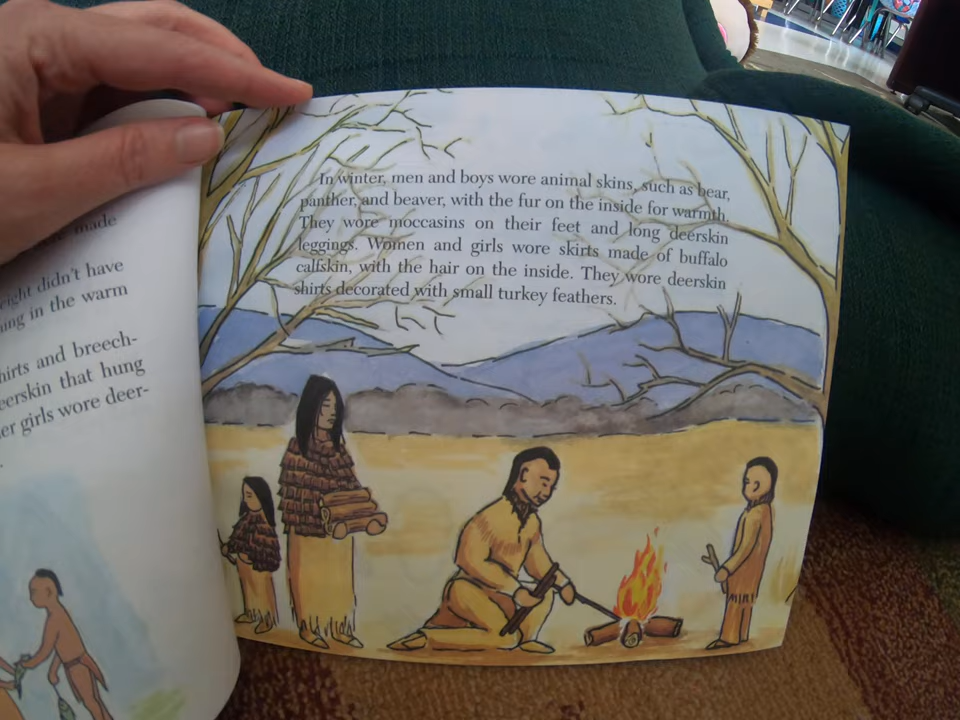 made
didn't have
in the warm
and breech-
that hung
girls wore deer-
In winter, men and boys wore animal skins, such as bear,
panther, and beaver, with the fur on the inside for warmth.
They wore moccasins on their feet and long deerskin
leggings. Women and girls wore skirts made of buffalo
calfskin, with the hair on the inside. They wore deerskin
shirts decorated with small turkey feathers.